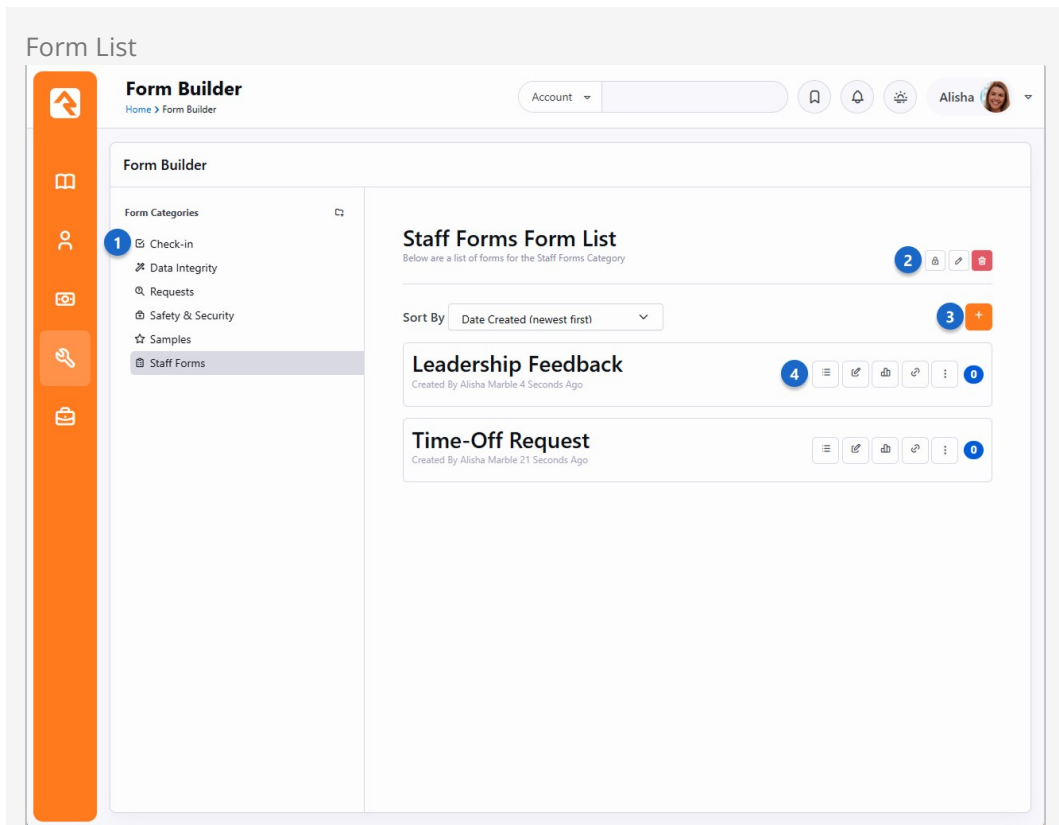 Form List
Form Builder
Home > Form Builder
Account
Alisha
Form Builder
Form Categories
1
Check-in
Data Integrity
Requests
Safety & Security
Samples
Staff Forms
Staff Forms Form List
Below are a list of forms for the Staff Forms Category
2
Sort By Date Created (newest first)
3
Leadership Feedback
Created By Alisha Marble 4 Seconds Ago
4
0
Time-Off Request
Created By Alisha Marble 21 Seconds Ago
0